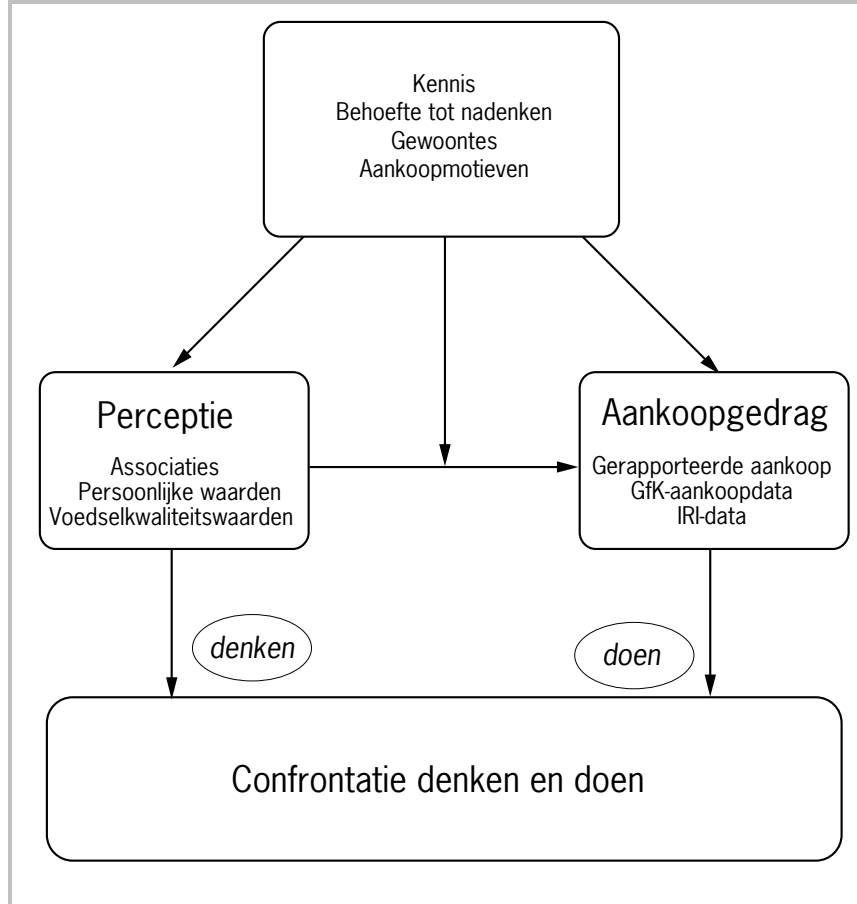 Kennis
Behoefte tot nadenken
Gewoontes
Aankoopmotieven
Perceptie
Associaties
Persoonlijke waarden
Voedselkwaliteitswaarden
Aankoopgedrag
Gerapporteerde aankoop
GfK-aankoopdata
IRI-data
denken
doen
Confrontatie denken en doen